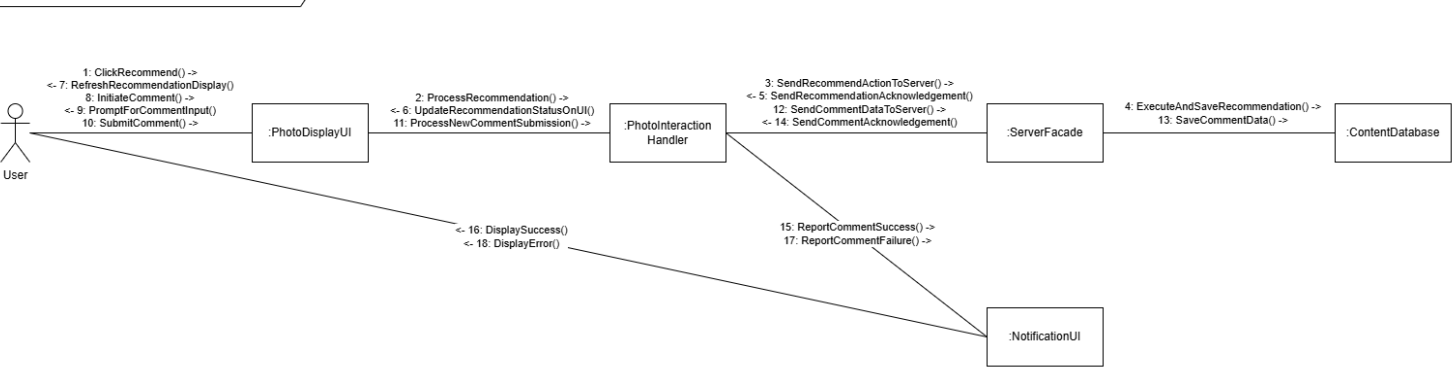 1: ClickRecommend() ->
<- 7: RefreshRecommendationDisplay()
8: InitiateComment() ->
<- 9: PromptForCommentInput()
10: SubmitComment() ->
User
:PhotoDisplayUI
2: ProcessRecommendation() ->
<- 6: UpdateRecommendationStatusOnUI()
11: ProcessNewCommentSubmission() ->
:PhotoInteraction
Handler
3: SendRecommendActionToServer() ->
<- 5: SendRecommendationAcknowledgement()
12: SendCommentDataToServer() ->
<- 14: SendCommentAcknowledgement()
:ServerFacade
4: ExecuteAndSaveRecommendation() ->
13: SaveCommentData() ->
:ContentDatabase
<- 16: DisplaySuccess()
<- 18: DisplayError()
15: ReportCommentSuccess() ->
17: ReportCommentFailure() ->
:NotificationUI